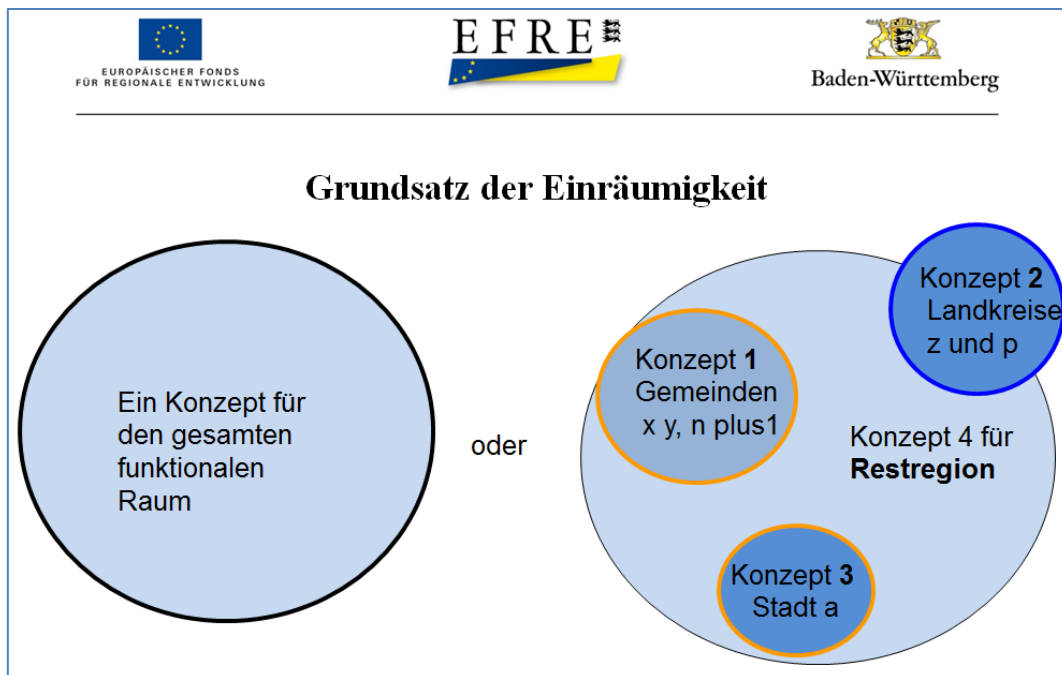 EUROPÄISCHER FONDS
FÜR REGIONALE ENTWICKLUNG
EFRE
Baden-Württemberg
Grundsatz der Einräumigkeit
Ein Konzept für
den gesamten
funktionalen
Raum
oder
Konzept 1
Gemeinden
x y, n plus1
Konzept 2
Landkreise
z und p
Konzept 4 für
Restregion
Konzept 3
Stadt a